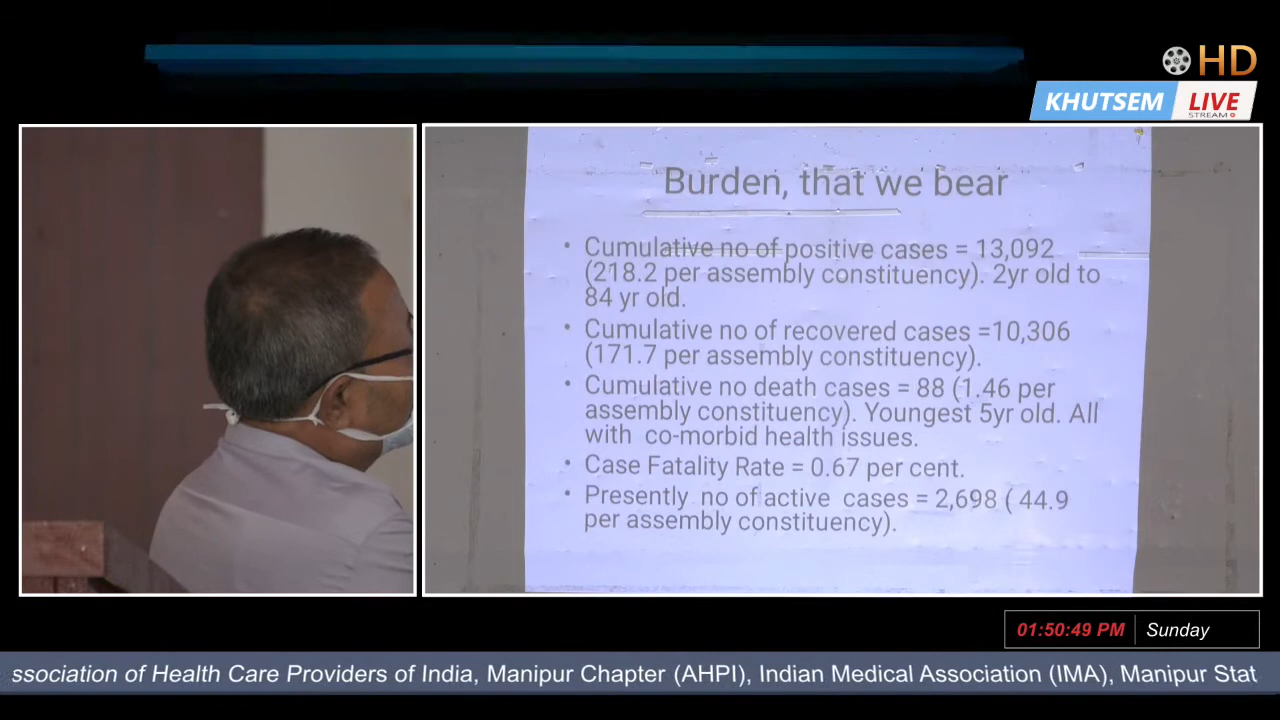 HD
KHUTSEM LIVE
STREAM
Burden, that we bear
• Cumulative no of positive cases = 13,092
(218.2 per assembly constituency). 2yr old to
84 yr old.
• Cumulative no of recovered cases =10,306
(171.7 per assembly constituency).
• Cumulative no death cases = 88 (1.46 per
assembly constituency). Youngest 5yr old. All
with co-morbid health issues.
• Case Fatality Rate = 0.67 per cent.
• Presently no of active cases = 2,698 ( 44.9
per assembly constituency).
01:50:49 PM Sunday
ssociation of Health Care Providers of India, Manipur Chapter (AHPI), Indian Medical Association (IMA), Manipur Stat